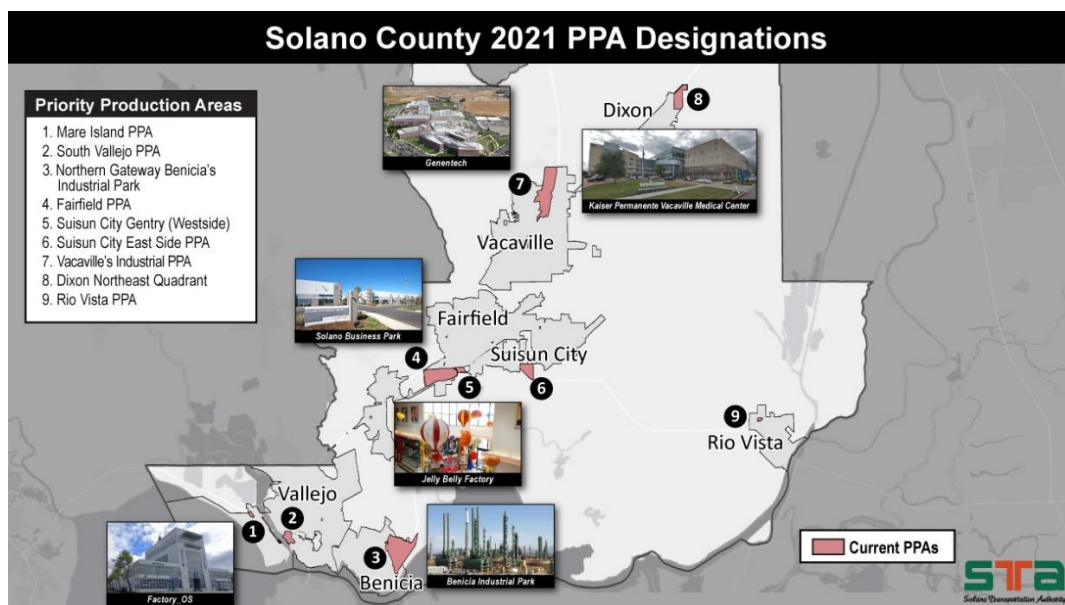 Solano County 2021 PPA Designations
Priority Production Areas
1. Mare Island PPA
2. South Vallejo PPA
3. Northern Gateway Benicia's
Industrial Park
4. Fairfield PPA
5. Suisun City Gentry (Westside)
6. Suisun City East Side PPA
7. Vacaville's Industrial PPA
8. Dixon Northeast Quadrant
9. Rio Vista PPA
Genentech
Dixon
8
Kaiser Permanente Vacaville Medical Center
7
Vacaville
Solano Business Park
Fairfield
Suisun City
4
5
6
Jelly Belly Factory
9
Rio Vista
Vallejo
1
2
3
Benicia
Factory_OS
Benicia Industrial Park
Current PPAs
STA
Solano Transportation Authority